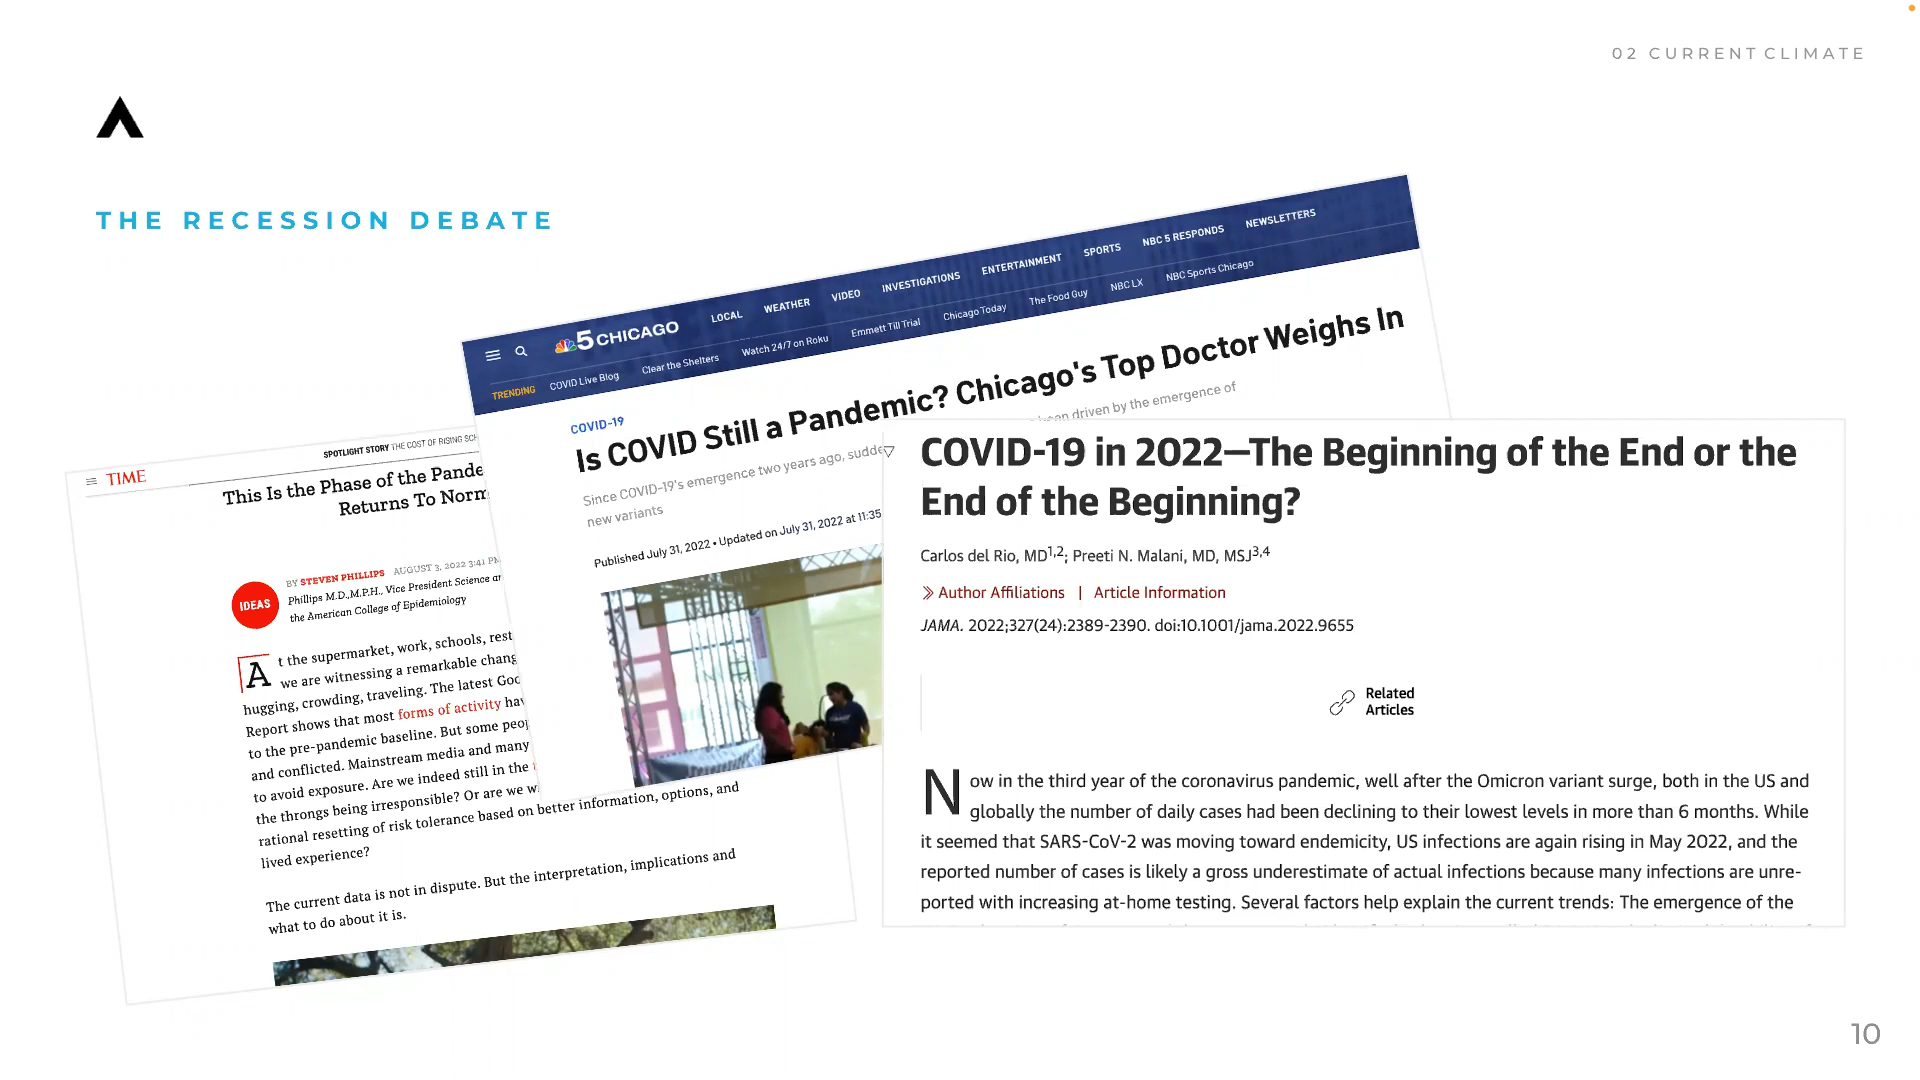 02 CURRENT CLIMATE
THE RECESSION DEBATE
TIME
SPOTLIGHT STORY THE COST OF RISING
This Is the Phase of the
Returns To
IDEAS
BY STEVEN PHILLIPS AUGUST 3, 2022 3:41
Phillips M.D.,M.P.H., Vice President Science
the American College of Epidemiology
At the supermarket, work, schools,
we are witnessing a remarkable
hugging, crowding, traveling. The latest
Report shows that most forms of activity
to the pre-pandemic baseline. But some
and conflicted. Mainstream media and many
to avoid exposure. Are we indeed still in the
the throngs being irresponsible? Or are we
rational resetting of risk tolerance based on better information, options, and
lived experience?
The current data is not in dispute. But the interpretation, implications and
what to do about it is.
5 CHICAGO
LOCAL WEATHER VIDEO INVESTIGATIONS ENTERTAINMENT SPORTS NBC 5 RESPONDS NEWSLETTERS
TRENDING COVID Live Blog Clear the Shelters Watch 24/7 on Roku Emmett Till Trial Chicago Today The Food Guy NBC LX NBC Sports Chicago
COVID-19
Is COVID Still a Pandemic? Chicago's Top Doctor Weighs In
Since COVID-19's emergence two years ago, driven by the emergence of
new variants
Published July 31, 2022 • Updated on July 31, 2022 at 11:35
COVID-19 in 2022—The Beginning of the End or the
End of the Beginning?
Carlos del Rio, MD1,2; Preeti N. Malani, MD, MSJ3,4
Author Affiliations | Article Information
JAMA. 2022;327(24):2389-2390. doi:10.1001/jama.2022.9655
Related
Articles
Now in the third year of the coronavirus pandemic, well after the Omicron variant surge, both in the US and
globally the number of daily cases had been declining to their lowest levels in more than 6 months. While
it seemed that SARS-CoV-2 was moving toward endemicity, US infections are again rising in May 2022, and the
reported number of cases is likely a gross underestimate of actual infections because many infections are unre-
ported with increasing at-home testing. Several factors help explain the current trends: The emergence of the
10